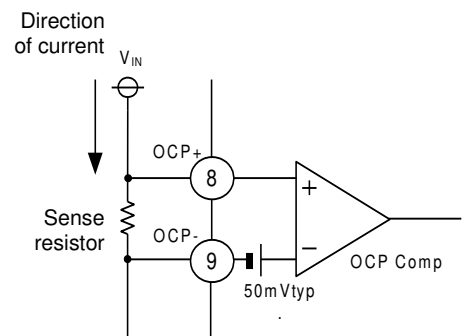 Direction
of current
VIN
OCP+
8
+
Sense
resistor
OCP-
9
−
OCP Comp
50mVtyp